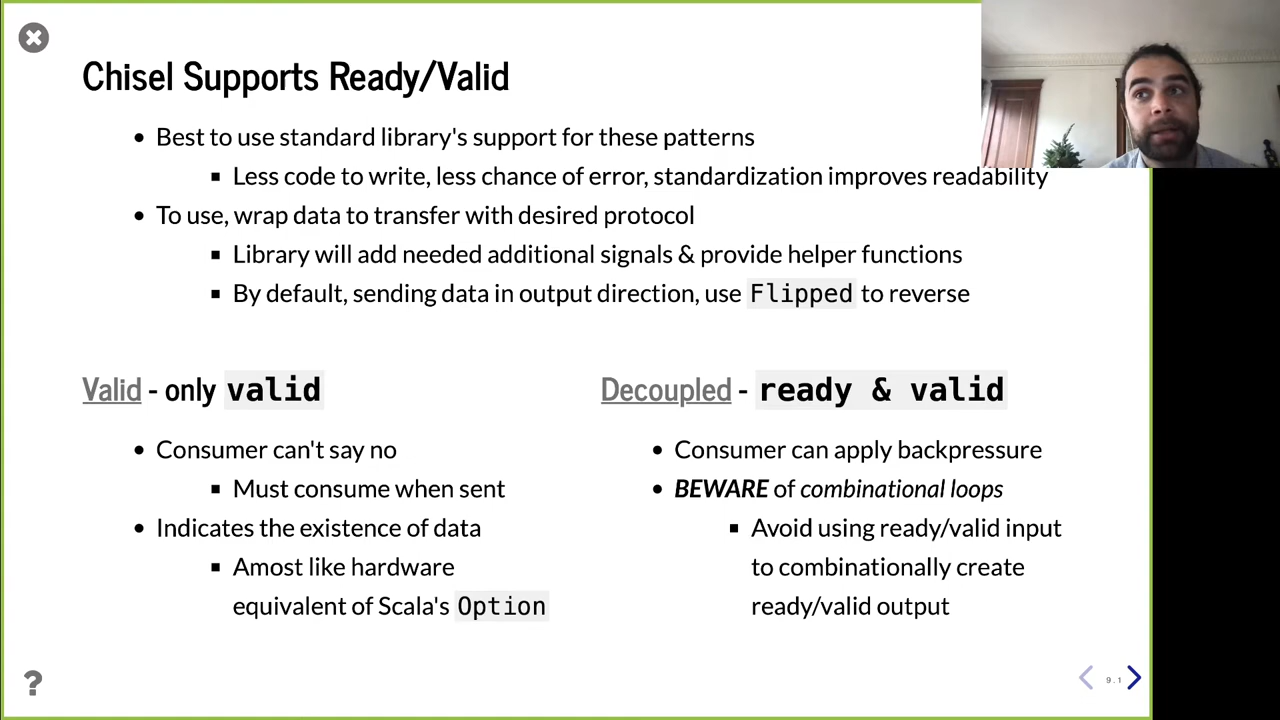 Chisel Supports Ready/Valid
• Best to use standard library's support for these patterns
▪ Less code to write, less chance of error, standardization improves readability
• To use, wrap data to transfer with desired protocol
▪ Library will add needed additional signals & provide helper functions
▪ By default, sending data in output direction, use Flipped to reverse
Valid - only valid
• Consumer can't say no
▪ Must consume when sent
• Indicates the existence of data
▪ Amost like hardware
equivalent of Scala's Option
Decoupled - ready & valid
• Consumer can apply backpressure
• BEWARE of combinational loops
▪ Avoid using ready/valid input
to combinationally create
ready/valid output
?
9.1